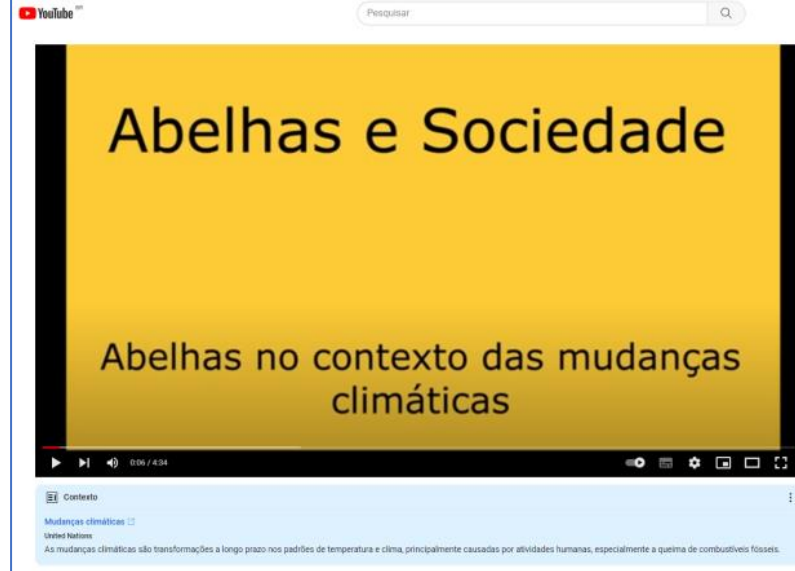 YouTube BR
Pesquisar
Abelhas e Sociedade
Abelhas no contexto das mudanças
climáticas
0:06 / 4:34
Contexto
Mudanças climáticas
United Nations
As mudanças climáticas são transformações a longo prazo nos padrões de temperatura e clima, principalmente causadas por atividades humanas, especialmente a queima de combustíveis fósseis.